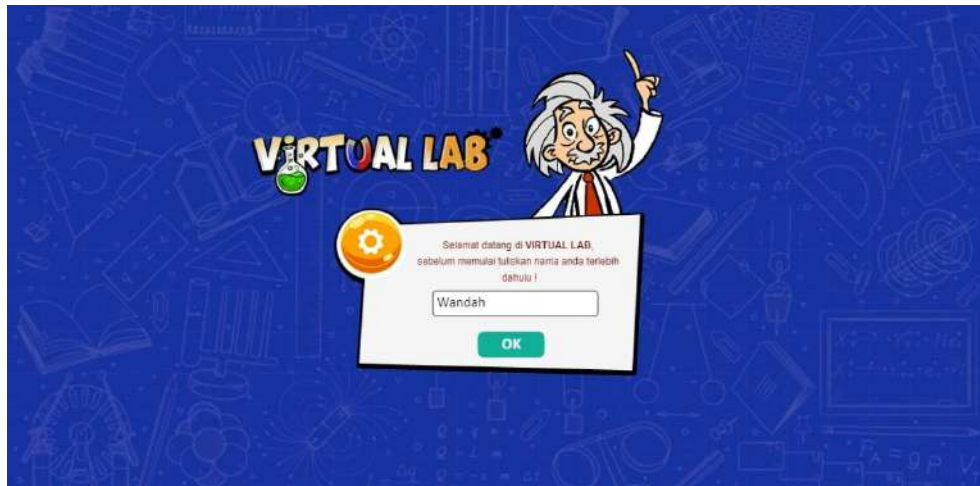 VIRTUAL LAB
Selamat datang di VIRTUAL LAB,
sebelum memulai tuliskan nama anda terlebih
dahulu !
Wandah
OK